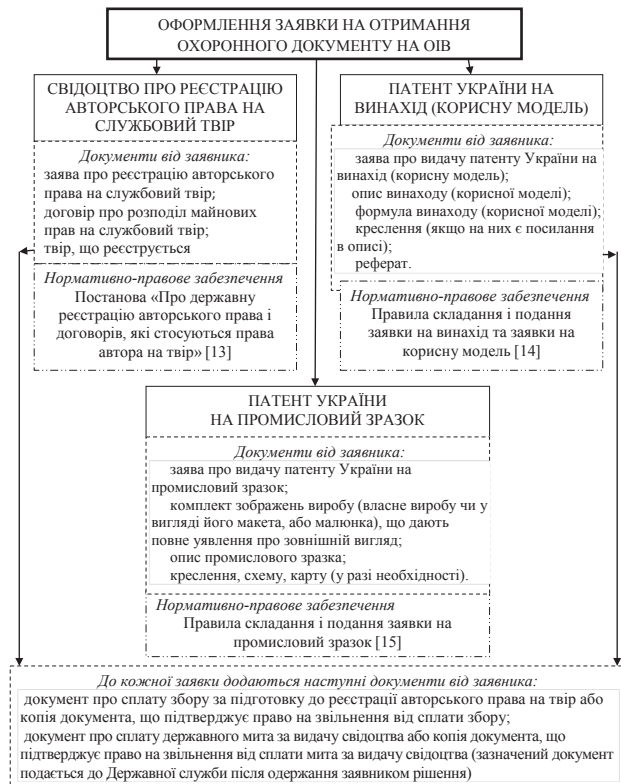 ОФОРМЛЕННЯ ЗАЯВКИ НА ОТРИМАННЯ
ОХОРОННОГО ДОКУМЕНТУ НА ОІВ
СВІДОЦТВО ПРО РЕЄСТРАЦІЮ
АВТОРСЬКОГО ПРАВА НА
СЛУЖБОВИЙ ТВІР
Документи від заявника:
заява про реєстрацію авторського
права на службовий твір;
договір про розподіл майнових
прав на службовий твір;
твір, що реєструється
Нормативно-правове забезпечення
Постанова «Про державну
реєстрацію авторського права і
договорів, які стосуються права
автора на твір» [13]
ПАТЕНТ УКРАЇНИ НА
ВИНАХІД (КОРИСНУ МОДЕЛЬ)
Документи від заявника:
заява про видачу патенту України на
винахід (корисну модель);
опис винаходу (корисної моделі);
формула винаходу (корисної моделі);
креслення (якщо на них є посилання
в описі);
реферат.
Нормативно-правове забезпечення
Правила складання і подання
заявки на винахід та заявки на
корисну модель [14]
ПАТЕНТ УКРАЇНИ
НА ПРОМИСЛОВИЙ ЗРАЗОК
Документи від заявника:
заява про видачу патенту України на
промисловий зразок;
комплект зображень виробу (власне виробу чи у
вигляді його макета, або малюнка), що дають
повне уявлення про зовнішній вигляд;
опис промислового зразка;
креслення, схему, карту (у разі необхідності).
Нормативно-правове забезпечення
Правила складання і подання заявки на
промисловий зразок [15]
До кожної заявки додаються наступні документи від заявника:
документ про сплату збору за підготовку до реєстрації авторського права на твір або
копія документа, що підтверджує право на звільнення від сплати збору;
документ про сплату державного мита за видачу свідоцтва або копія документа, що
підтверджує право на звільнення від сплати мита за видачу свідоцтва (зазначений документ
подається до Державної служби після одержання заявником рішення)